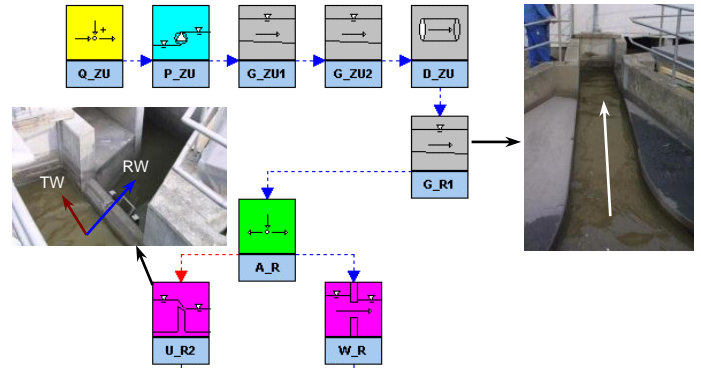 Q_ZU
P_ZU
G_ZU1
G_ZU2
D_ZU
RW
TW
G_R1
A_R
U_R2
W_R